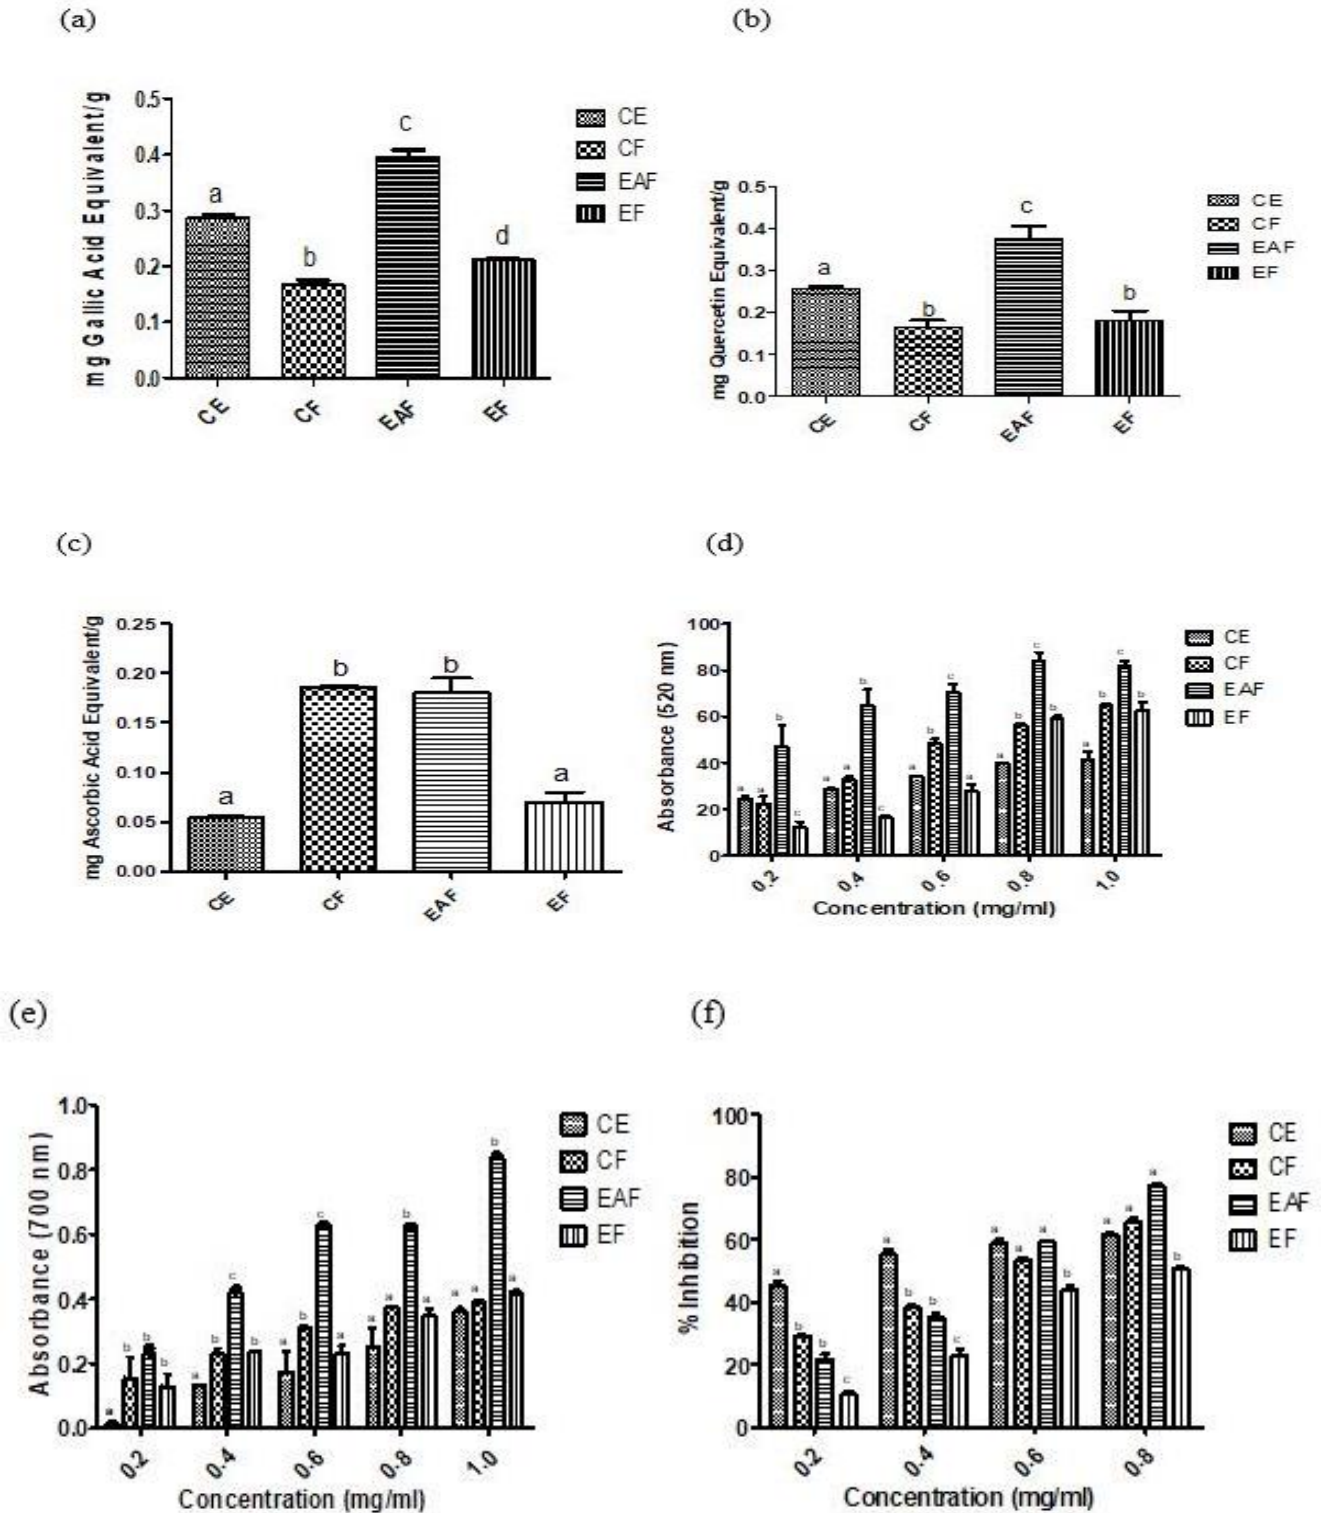 (a)
mg Gallic Acid Equivalent/g
0.5
0.4
0.3
0.2
0.1
0.0
a
b
c
d
CE
CF
EAF
EF
CE
CF
EAF
EF
(b)
mg Quercetin Equivalent/g
0.5
0.4
0.3
0.2
0.1
0.0
a
b
c
b
CE
CF
EAF
EF
CE
CF
EAF
EF
(c)
mg Ascorbic Acid Equivalent/g
0.25
0.20
0.15
0.10
0.05
0.00
a
b
b
a
CE
CF
EAF
EF
(d)
Absorbance (520 nm)
100
80
60
40
20
0
a a b c
a a b c
a b c a
a b c b
a b c b
0.2
0.4
0.6
0.8
1.0
Concentration (mg/ml)
CE
CF
EAF
EF
(e)
Absorbance (700 nm)
1.0
0.8
0.6
0.4
0.2
0.0
a b b b
a b c b
a b c a
a a b a
a a b a
0.2
0.4
0.6
0.8
1.0
Concentration (mg/ml)
CE
CF
EAF
EF
(f)
% Inhibition
100
80
60
40
20
0
a b b c
a b b c
a a a b
a a a b
0.2
0.4
0.6
0.8
Concentration (mg/ml)
CE
CF
EAF
EF